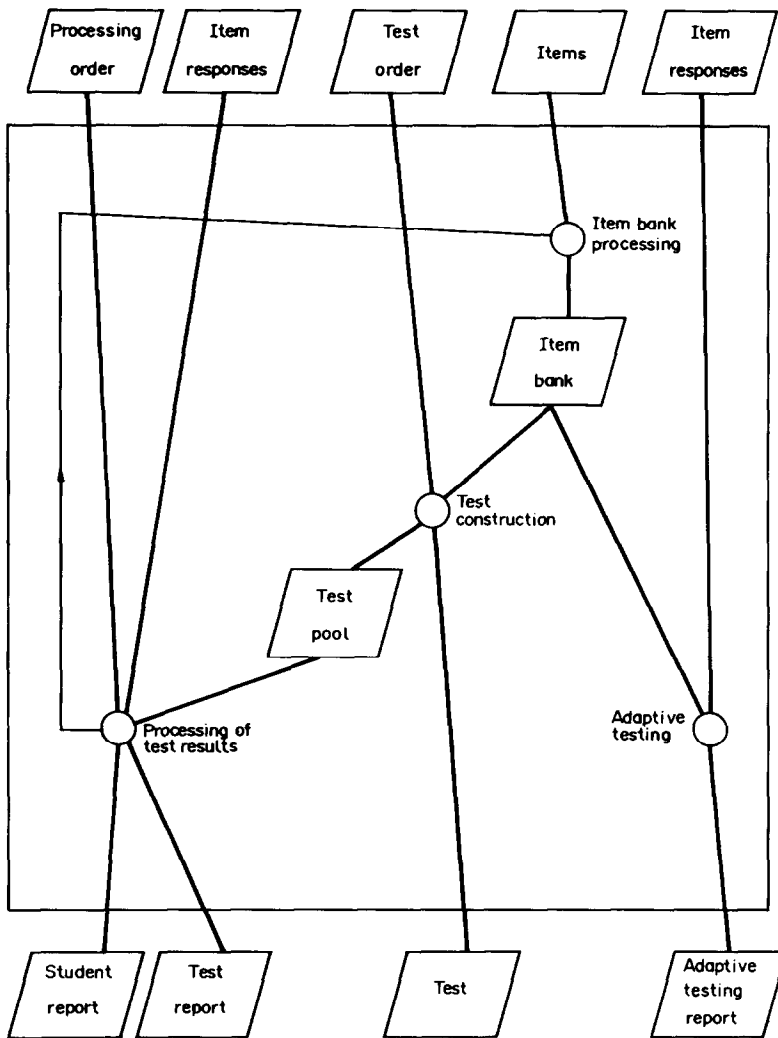 Processing
order
Item
responses
Test
order
Items
Item
responses
Item bank
processing
Item
bank
Test
construction
Test
pool
Processing of
test results
Adaptive
testing
Student
report
Test
report
Test
Adaptive
testing
report